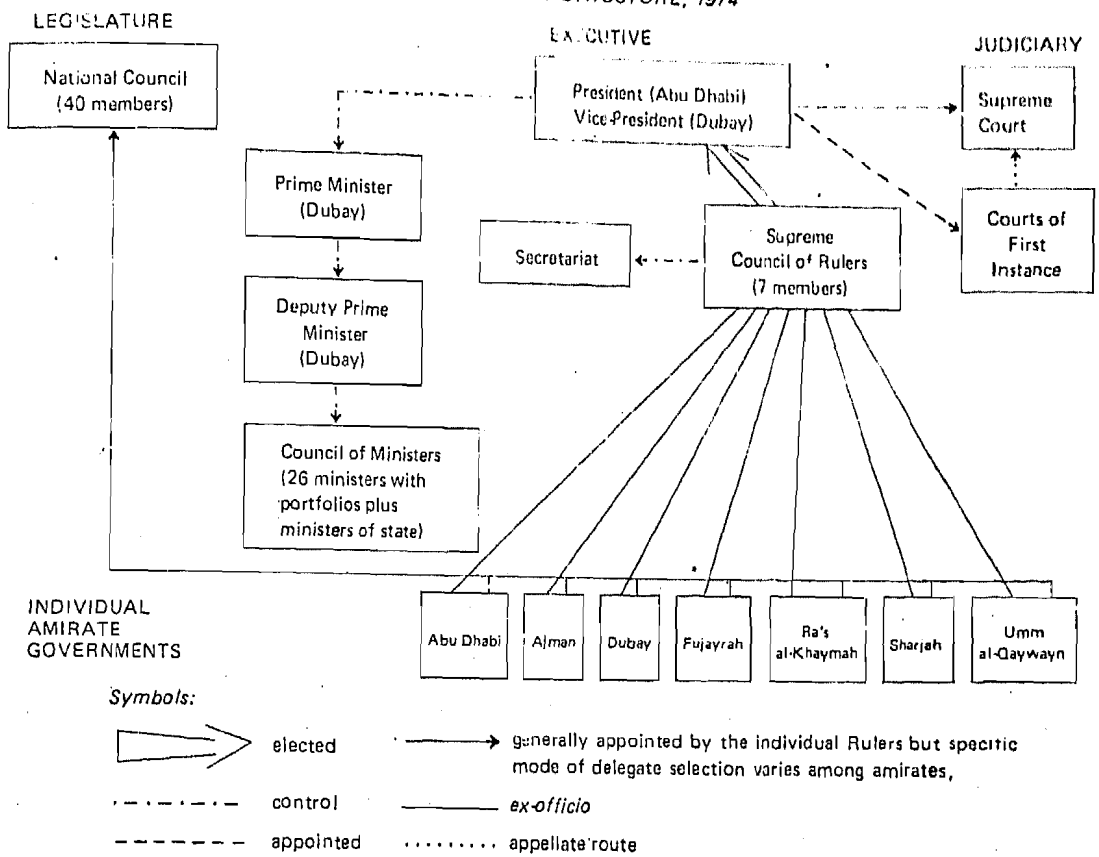 STRUCTURE, 1974
LEGISLATURE
EXECUTIVE
JUDICIARY
National Council
(40 members)
President (Abu Dhabi)
Vice-President (Dubay)
Supreme
Court
Prime Minister
(Dubay)
Secretariat
Supreme
Council of Rulers
(7 members)
Courts of
First
Instance
Deputy Prime
Minister
(Dubay)
Council of Ministers
(26 ministers with
portfolios plus
ministers of state)
INDIVIDUAL
AMIRATE
GOVERNMENTS
Abu Dhabi
Ajman
Dubay
Fujayrah
Ra's
al-Khaymah
Sharjah
Umm
al-Qaywayn
Symbols:
elected
generally appointed by the individual Rulers but specific
mode of delegate selection varies among amirates,
control
ex-officio
appointed
appellate route